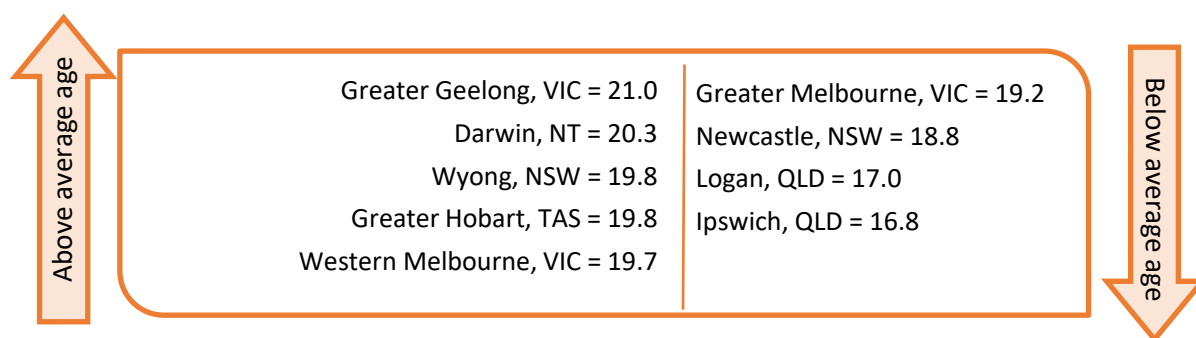 Above average age
Greater Geelong, VIC = 21.0
Darwin, NT = 20.3
Wyong, NSW = 19.8
Greater Hobart, TAS = 19.8
Western Melbourne, VIC = 19.7
Greater Melbourne, VIC = 19.2
Newcastle, NSW = 18.8
Logan, QLD = 17.0
Ipswich, QLD = 16.8
Below average age